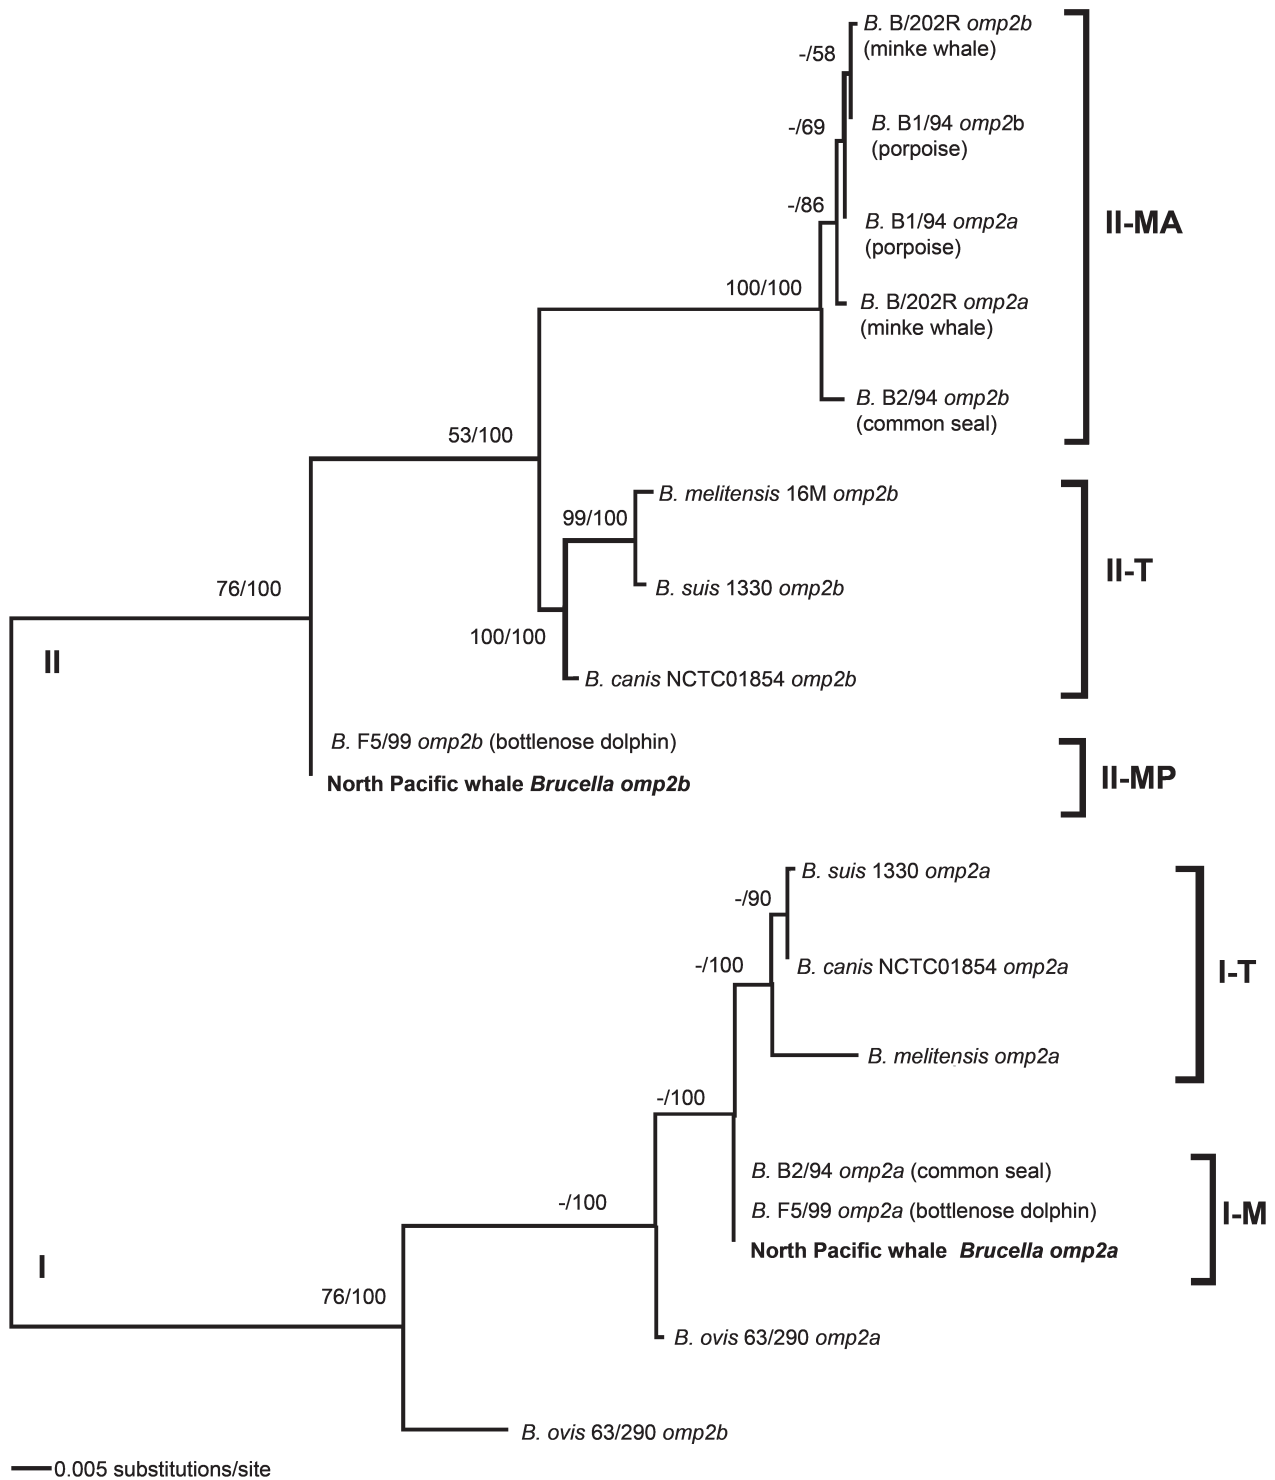 B. B/202R omp2b
(minke whale)
-/58
B. B1/94 omp2b
(porpoise)
-/69
-/86
B. B1/94 omp2a
(porpoise)
II-MA
100/100
B. B/202R omp2a
(minke whale)
B. B2/94 omp2b
(common seal)
53/100
B. melitensis 16M omp2b
99/100
II-T
B. suis 1330 omp2b
76/100
100/100
II
B. canis NCTC01854 omp2b
B. F5/99 omp2b (bottlenose dolphin)
North Pacific whale Brucella omp2b
II-MP
B. suis 1330 omp2a
-/90
-/100
B. canis NCTC01854 omp2a
I-T
B. melitensis omp2a
-/100
B. B2/94 omp2a (common seal)
-/100
B. F5/99 omp2a (bottlenose dolphin)
I-M
North Pacific whale Brucella omp2a
I
76/100
B. ovis 63/290 omp2a
B. ovis 63/290 omp2b
0.005 substitutions/site